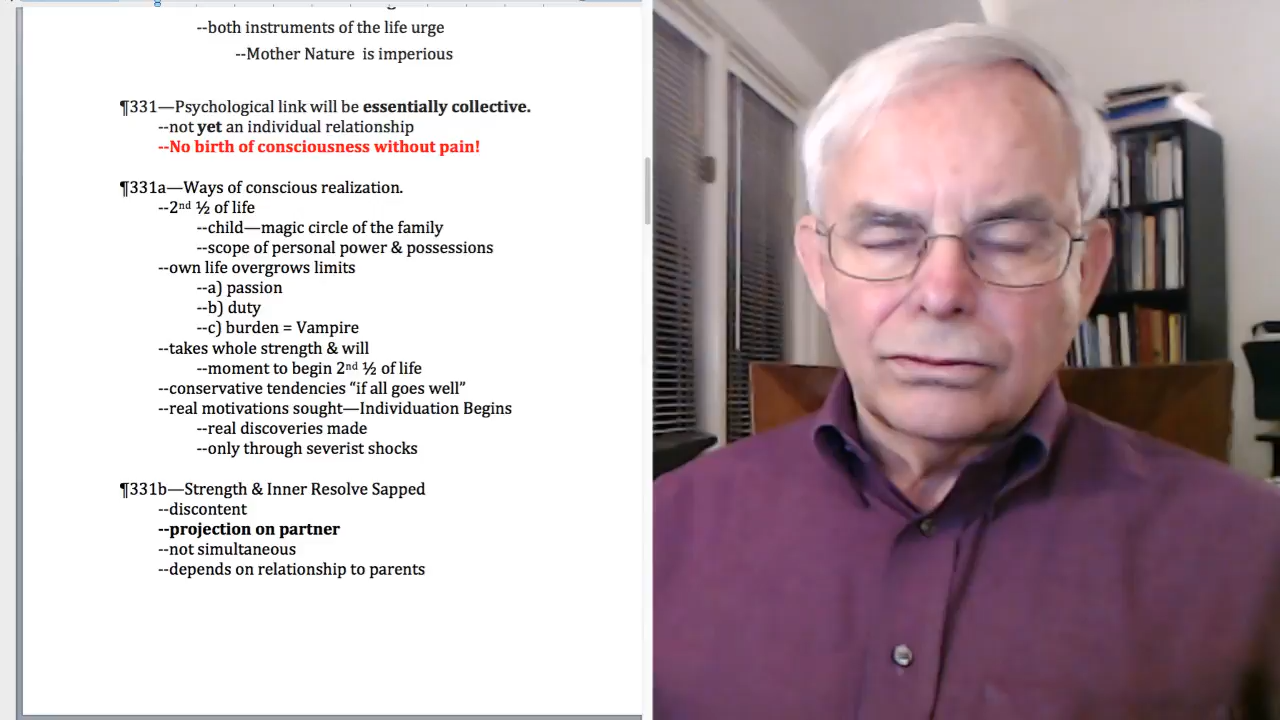 --both instruments of the life urge
--Mother Nature is imperious
¶331—Psychological link will be essentially collective.
--not yet an individual relationship
--No birth of consciousness without pain!
¶331a—Ways of conscious realization.
--2nd ½ of life
--child—magic circle of the family
--scope of personal power & possessions
--own life overgrows limits
--a) passion
--b) duty
--c) burden = Vampire
--takes whole strength & will
--moment to begin 2nd ½ of life
--conservative tendencies “if all goes well”
--real motivations sought—Individuation Begins
--real discoveries made
--only through severist shocks
¶331b—Strength & Inner Resolve Sapped
--discontent
--projection on partner
--not simultaneous
--depends on relationship to parents